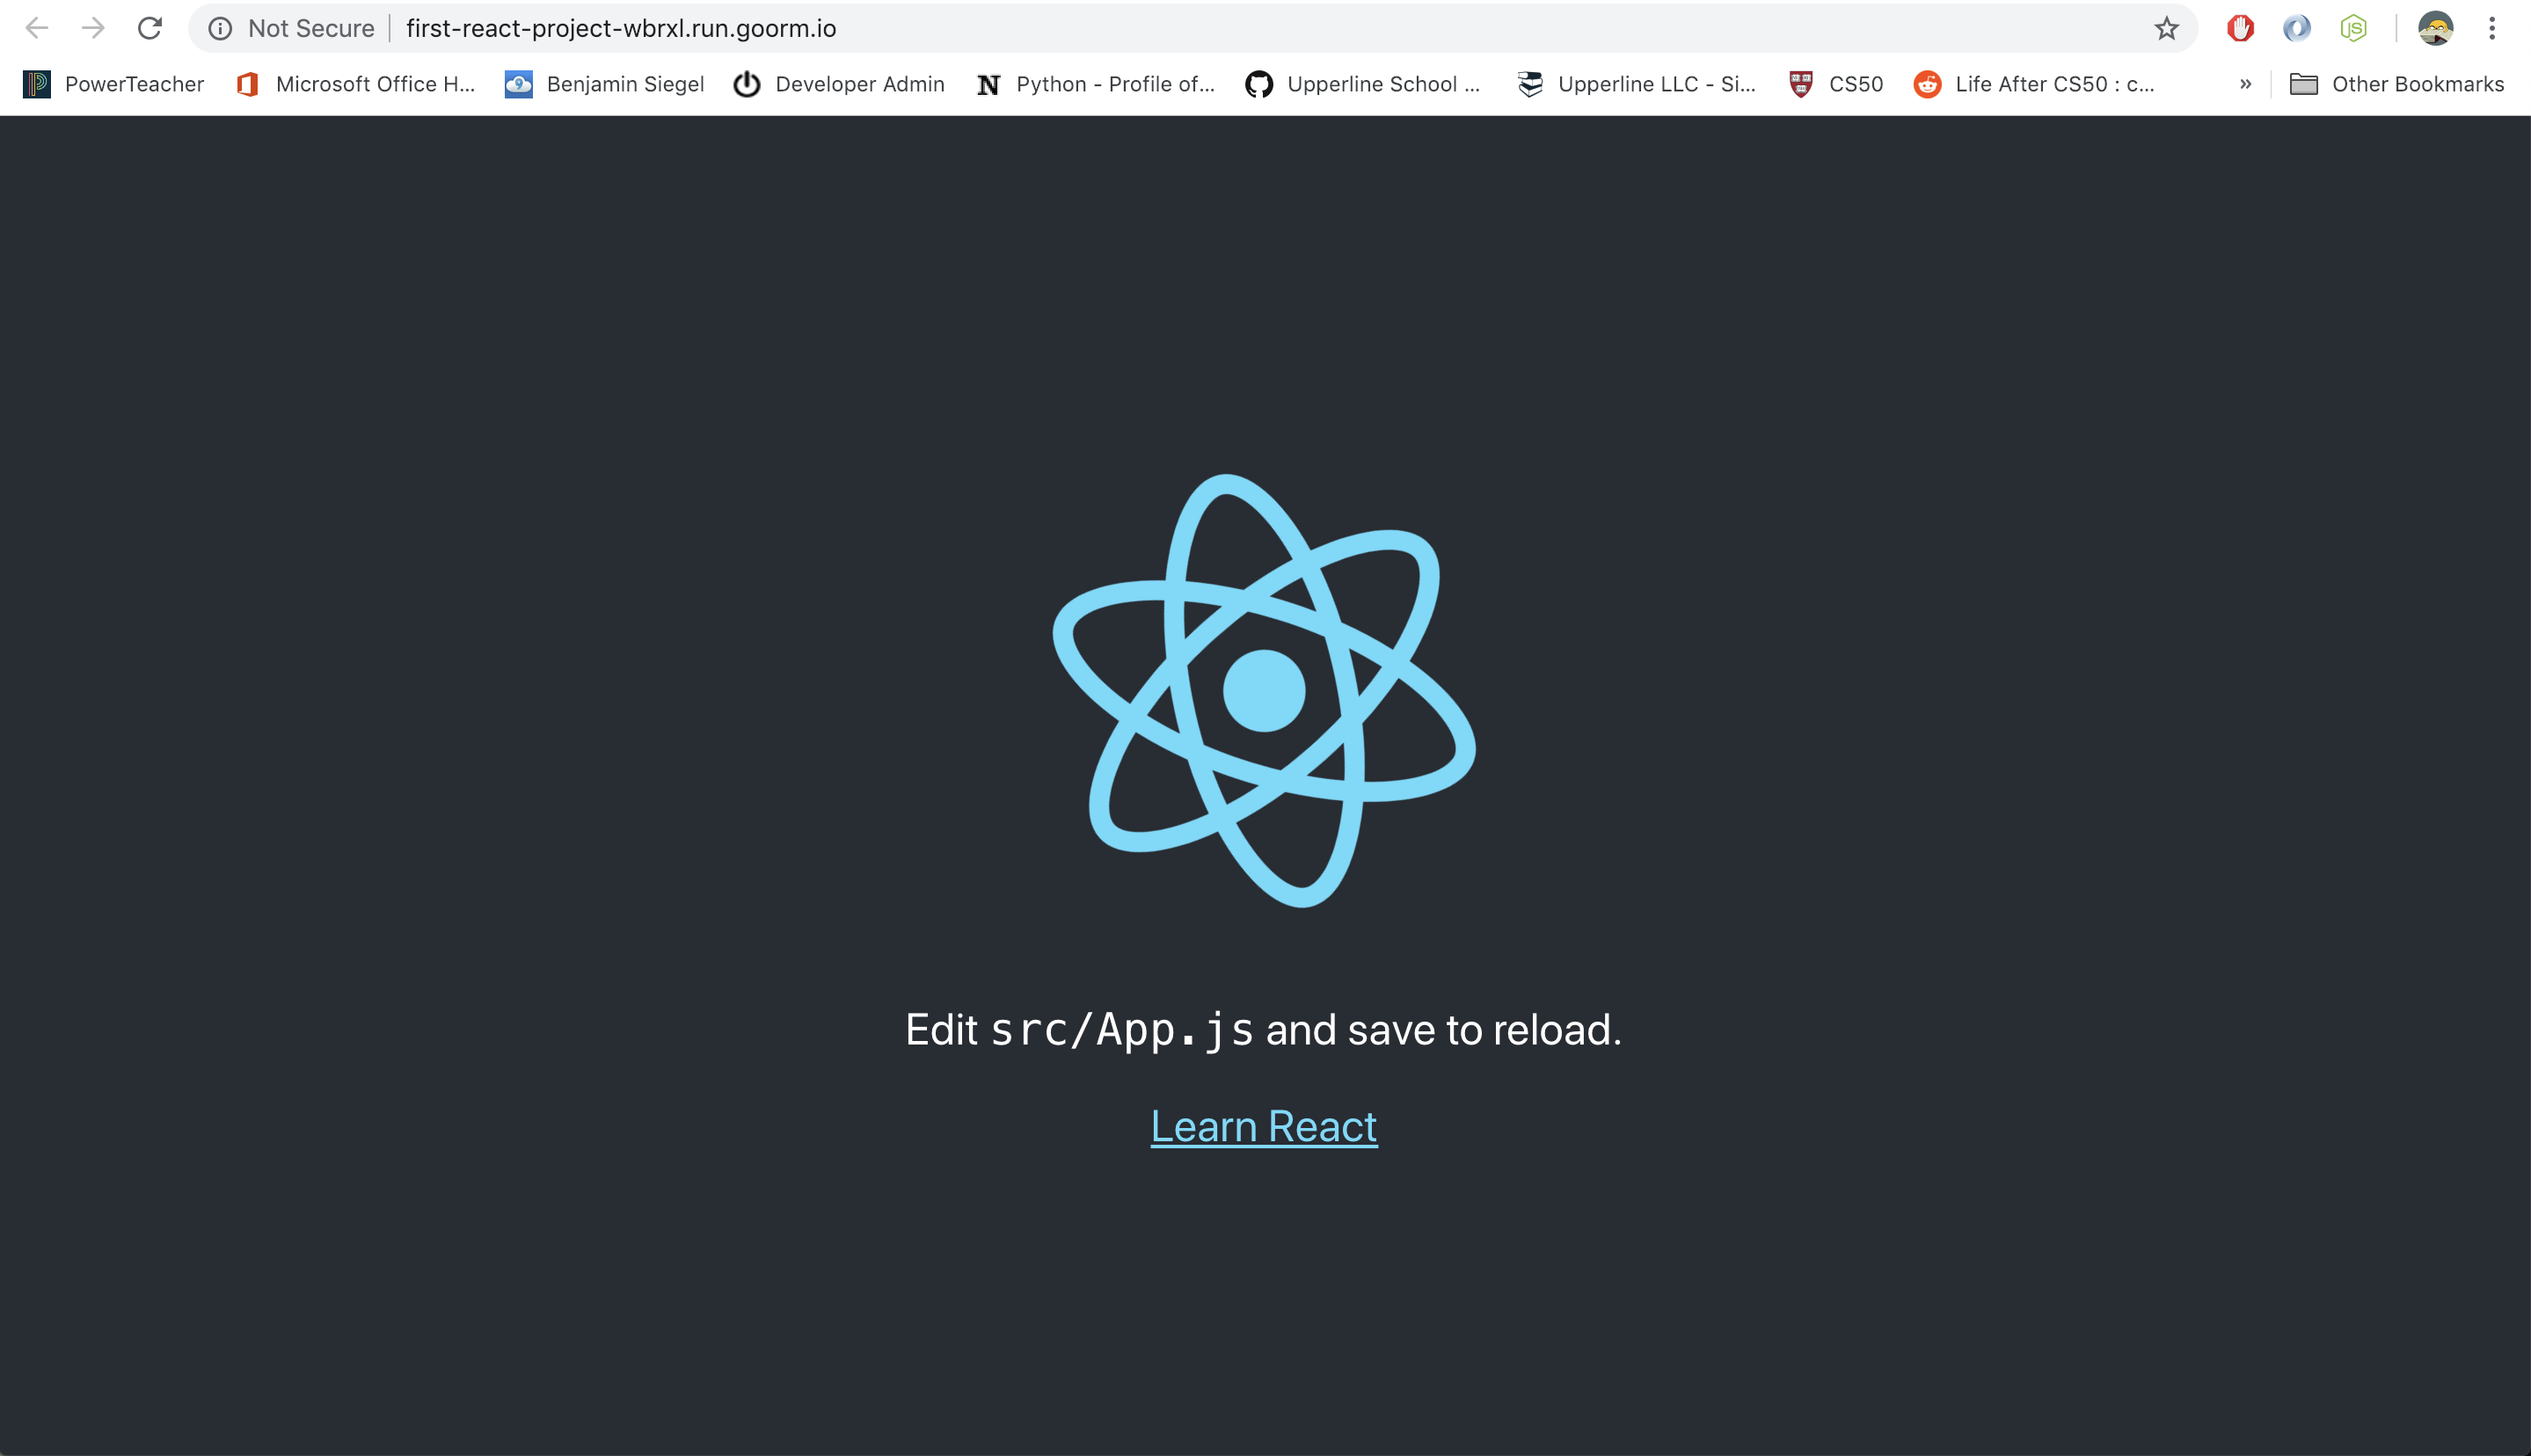 Not Secure first-react-project-wbrxl.run.goorm.io JS
PowerTeacher Microsoft Office H... Benjamin Siegel Developer Admin N Python - Profile of... Upperline School ... Upperline LLC - Si... CS50 Life After CS50 : c... » Other Bookmarks
Edit src/App.js and save to reload.
Learn React